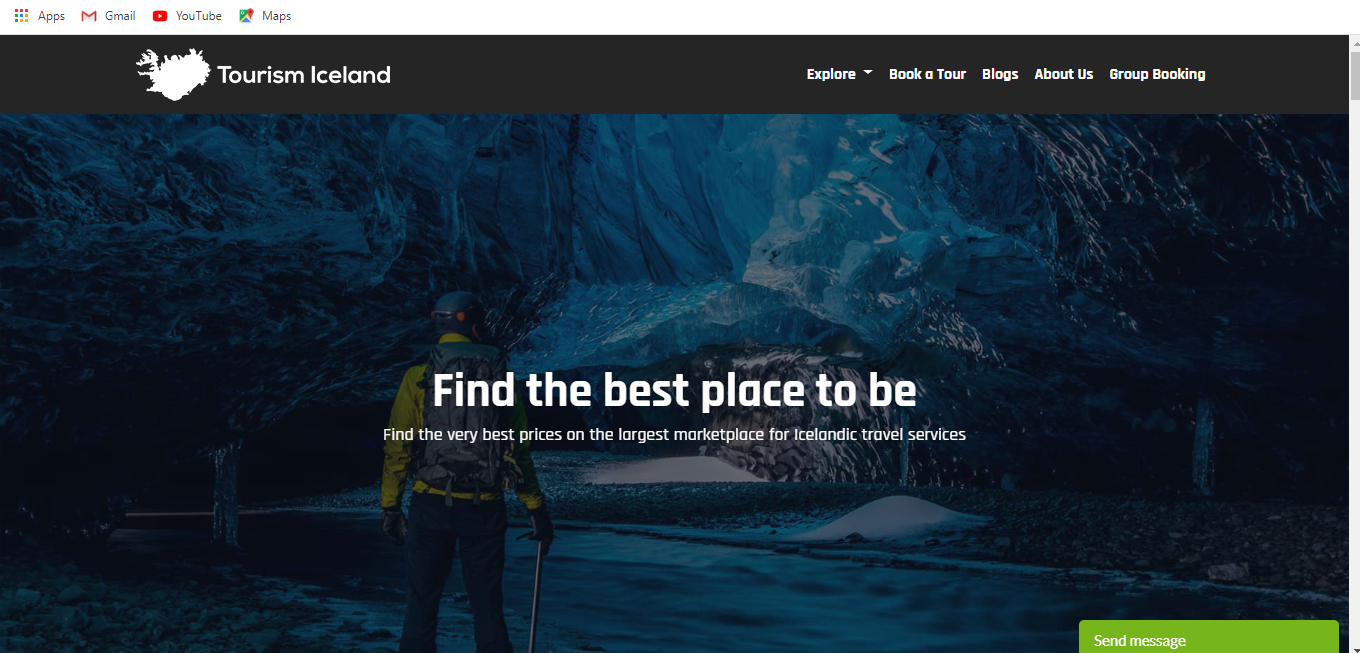 Apps Gmail YouTube Maps
Tourism Iceland Explore Book a Tour Blogs About Us Group Booking
Find the best place to be
Find the very best prices on the largest marketplace for Icelandic travel services
Send message